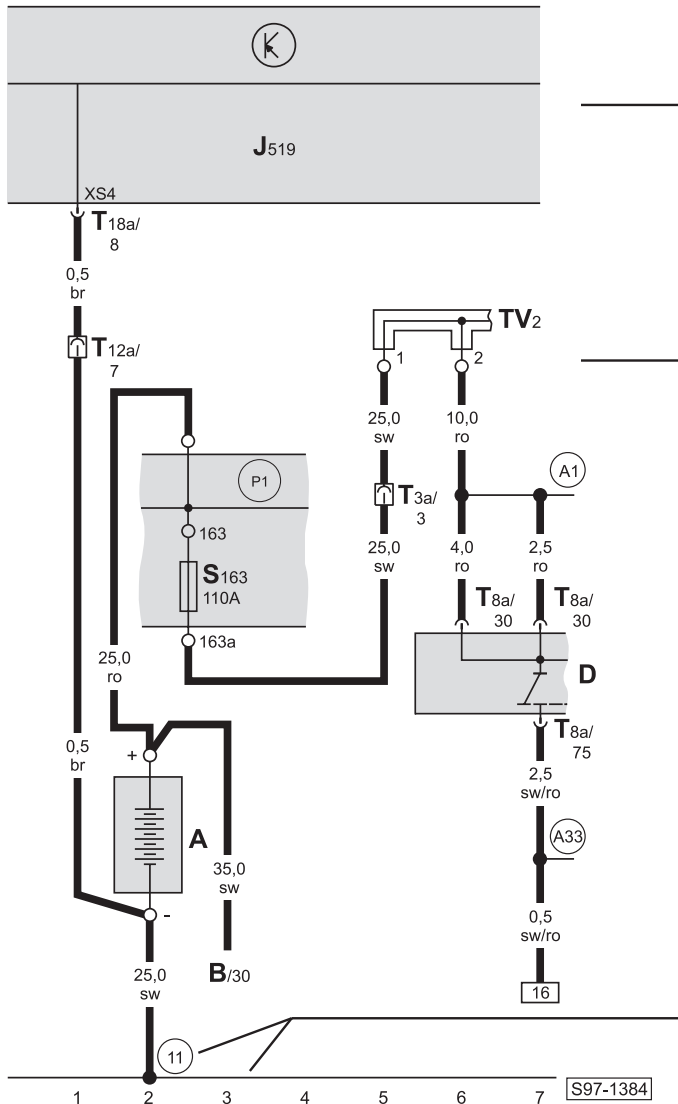 J519
XS4
T18a/
8
0,5
br
T12a/
7
TV2
1
2
25,0
sw
10,0
ro
P1
A1
163
T3a/
3
S163
110A
25,0
sw
4,0
ro
2,5
ro
T8a/
30
T8a/
30
163a
25,0
ro
D
T8a/
75
0,5
br
+
2,5
sw/ro
A
A33
35,0
sw
-
0,5
sw/ro
B/30
25,0
sw
16
11
1 2 3 4 5 6 7
S97-1384